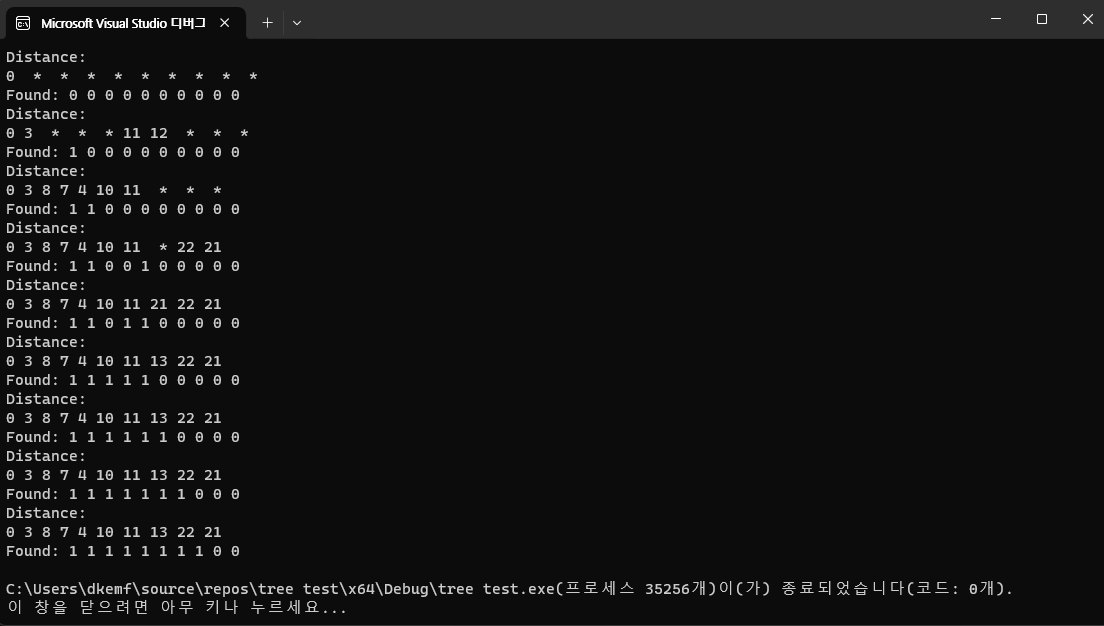 Microsoft Visual Studio 디버그
Distance:
0  *  *  *  *  *  *  *  *  *
Found: 0 0 0 0 0 0 0 0 0 0
Distance:
0 3  *  *  * 11 12  *  *  *
Found: 1 0 0 0 0 0 0 0 0 0
Distance:
0 3 8 7 4 10 11  *  *  *
Found: 1 1 0 0 0 0 0 0 0 0
Distance:
0 3 8 7 4 10 11  * 22 21
Found: 1 1 0 0 1 0 0 0 0 0
Distance:
0 3 8 7 4 10 11 21 22 21
Found: 1 1 0 1 1 0 0 0 0 0
Distance:
0 3 8 7 4 10 11 13 22 21
Found: 1 1 1 1 1 0 0 0 0 0
Distance:
0 3 8 7 4 10 11 13 22 21
Found: 1 1 1 1 1 1 0 0 0 0
Distance:
0 3 8 7 4 10 11 13 22 21
Found: 1 1 1 1 1 1 1 0 0 0
Distance:
0 3 8 7 4 10 11 13 22 21
Found: 1 1 1 1 1 1 1 1 0 0
C:\Users\dkemf\source\repos\tree test\x64\Debug\tree test.exe(프로세스 35256개)이(가) 종료되었습니다(코드: 0개).
이 창을 닫으려면 아무 키나 누르세요...